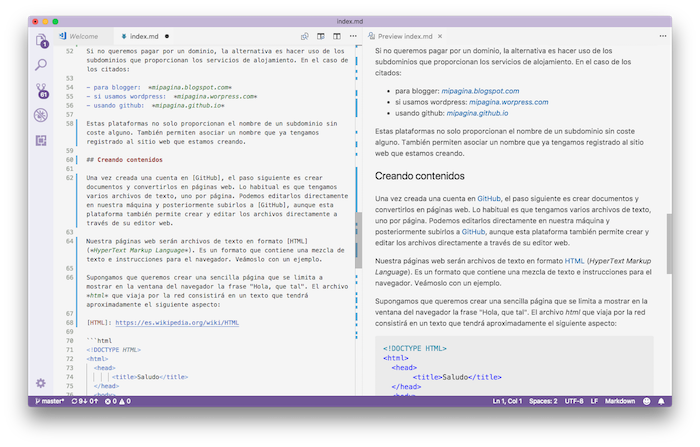 index.md
Welcome
index.md
Preview index.md
1
81
52
Si no queremos pagar por un dominio, la alternativa es hacer uso de los
subdominios que proporcionan los servicios de alojamiento. En el caso de
los citados:
53
54 - para blogger: *mipagina.blogspot.com*
55 - si usamos wordpress: *mipagina.worpress.com*
56 - usando github: *mipagina.github.io*
57
58 Estas plataformas no solo proporcionan el nombre de un subdominio sin
coste alguno. También permiten asociar un nombre que ya tengamos
registrado al sitio web que estamos creando.
59
60 ## Creando contenidos
61
62 Una vez creada una cuenta en [GitHub], el paso siguiente es crear
documentos y convertirlos en páginas web. Lo habitual es que tengamos
varios archivos de texto, uno por página. Podemos editarlos directamente
en nuestra máquina y posteriormente subirlos a [GitHub], aunque esta
plataforma también permite crear y editar los archivos directamente a
través de su editor web.
63
64 Nuestra páginas web serán archivos de texto en formato [HTML]
(*HyperText Markup Language*). Es un formato que contiene una mezcla de
texto e instrucciones para el navegador. Veámoslo con un ejemplo.
65
66 Supongamos que queremos crear una sencilla página que se limita a
mostrar en la ventana del navegador la frase "Hola, que tal". El archivo
*html* que viaja por la red consistirá en un texto que tendrá
aproximadamente el siguiente aspecto:
67
68 [HTML]: https://es.wikipedia.org/wiki/HTML
69
70 ```html
71 <!DOCTYPE HTML>
72 <html>
73 <head>
74 <title>Saludo</title>
75 </head>
76 <body>
Si no queremos pagar por un dominio, la alternativa es hacer uso de los
subdominios que proporcionan los servicios de alojamiento. En el caso de los
citados:
• para blogger: mipagina.blogspot.com
• si usamos wordpress: mipagina.worpress.com
• usando github: mipagina.github.io
Estas plataformas no solo proporcionan el nombre de un subdominio sin coste
alguno. También permiten asociar un nombre que ya tengamos registrado al sitio
web que estamos creando.
Creando contenidos
Una vez creada una cuenta en GitHub, el paso siguiente es crear documentos y
convertirlos en páginas web. Lo habitual es que tengamos varios archivos de texto,
uno por página. Podemos editarlos directamente en nuestra máquina y
posteriormente subirlos a GitHub, aunque esta plataforma también permite crear y
editar los archivos directamente a través de su editor web.
Nuestra páginas web serán archivos de texto en formato HTML (HyperText Markup
Language). Es un formato que contiene una mezcla de texto e instrucciones para el
navegador. Veámoslo con un ejemplo.
Supongamos que queremos crear una sencilla página que se limita a mostrar en la
ventana del navegador la frase "Hola, que tal". El archivo html que viaja por la red
consistirá en un texto que tendrá aproximadamente el siguiente aspecto:
<!DOCTYPE HTML>
<html>
<head>
<title>Saludo</title>
</head>
<body>
master* 9↓ 0↑ 0 0
Ln 1, Col 1 Spaces: 2 UTF-8 LF Markdown